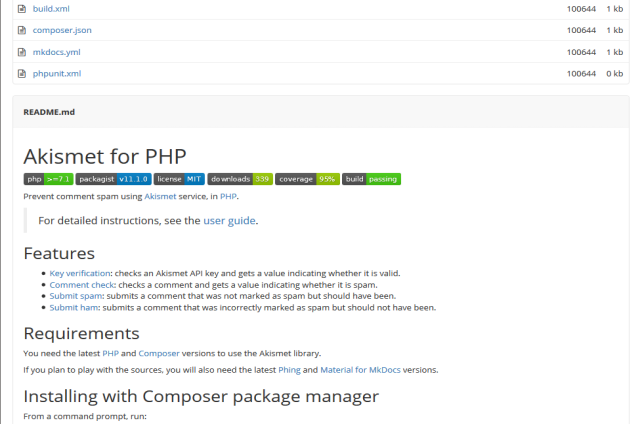 build.xml 100644 1 kb
composer.json 100644 1 kb
mkdocs.yml 100644 1 kb
phpunit.xml 100644 0 kb
README.md
Akismet for PHP
php >=7.1 packagist v11.1.0 license MIT downloads 339 coverage 95% build passing
Prevent comment spam using Akismet service, in PHP.
For detailed instructions, see the user guide.
Features
• Key verification: checks an Akismet API key and gets a value indicating whether it is valid.
• Comment check: checks a comment and gets a value indicating whether it is spam.
• Submit spam: submits a comment that was not marked as spam but should have been.
• Submit ham: submits a comment that was incorrectly marked as spam but should not have been.
Requirements
You need the latest PHP and Composer versions to use the Akismet library.
If you plan to play with the sources, you will also need the latest Phing and Material for MkDocs versions.
Installing with Composer package manager
From a command prompt, run: